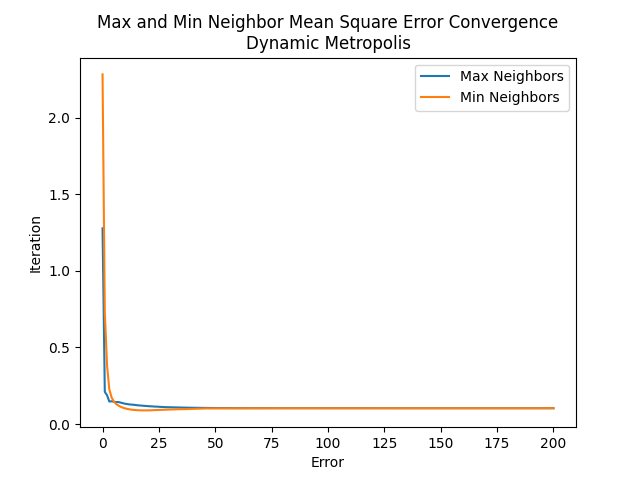 Max and Min Neighbor Mean Square Error Convergence
Dynamic Metropolis
Max Neighbors
Min Neighbors
2.0
1.5
1.0
0.5
0.0
Iteration
0 25 50 75 100 125 150 175 200
Error